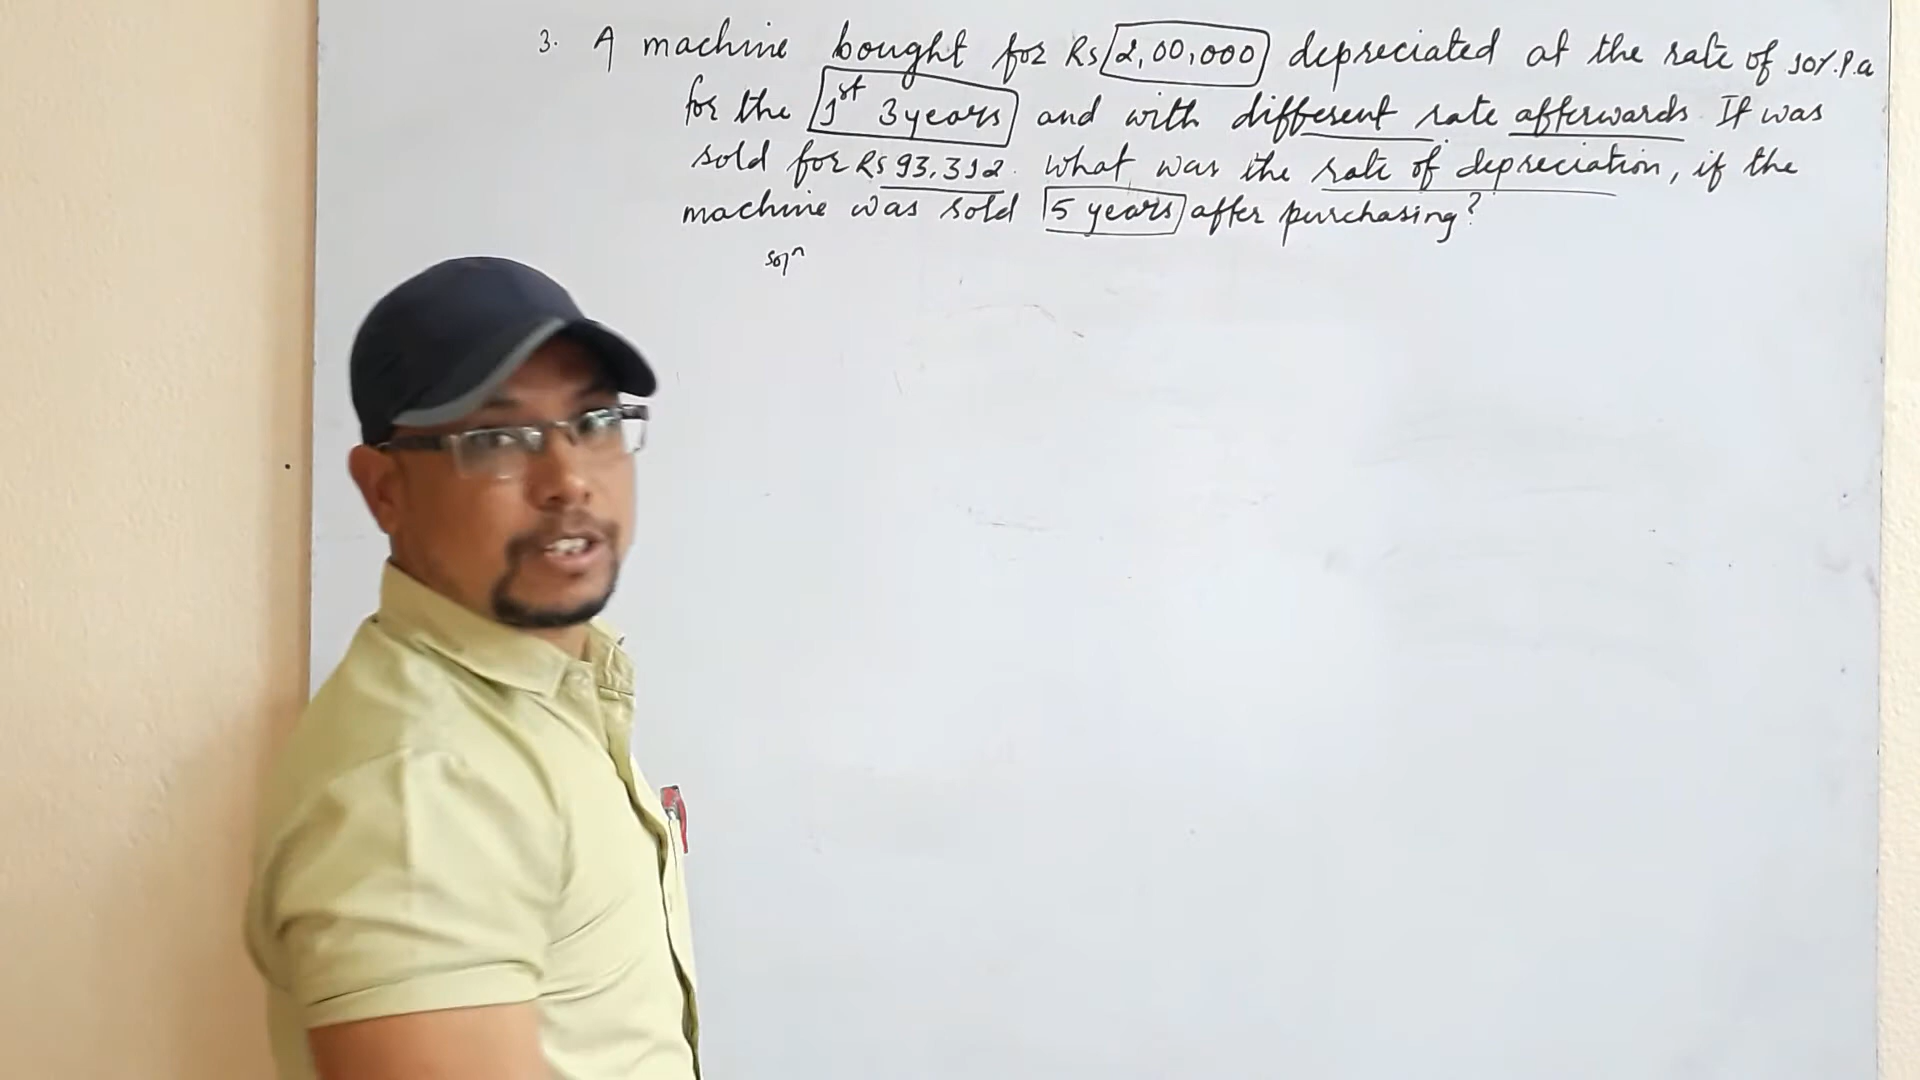 3. A machine bought for Rs 2,00,000 depreciated at the rate of 10%.P.a
for the 1st 3 years and with different rate afterwards. If was
sold for Rs 93,312. What was the rate of depreciation, if the
machine was sold 5 years after purchasing?
solⁿ